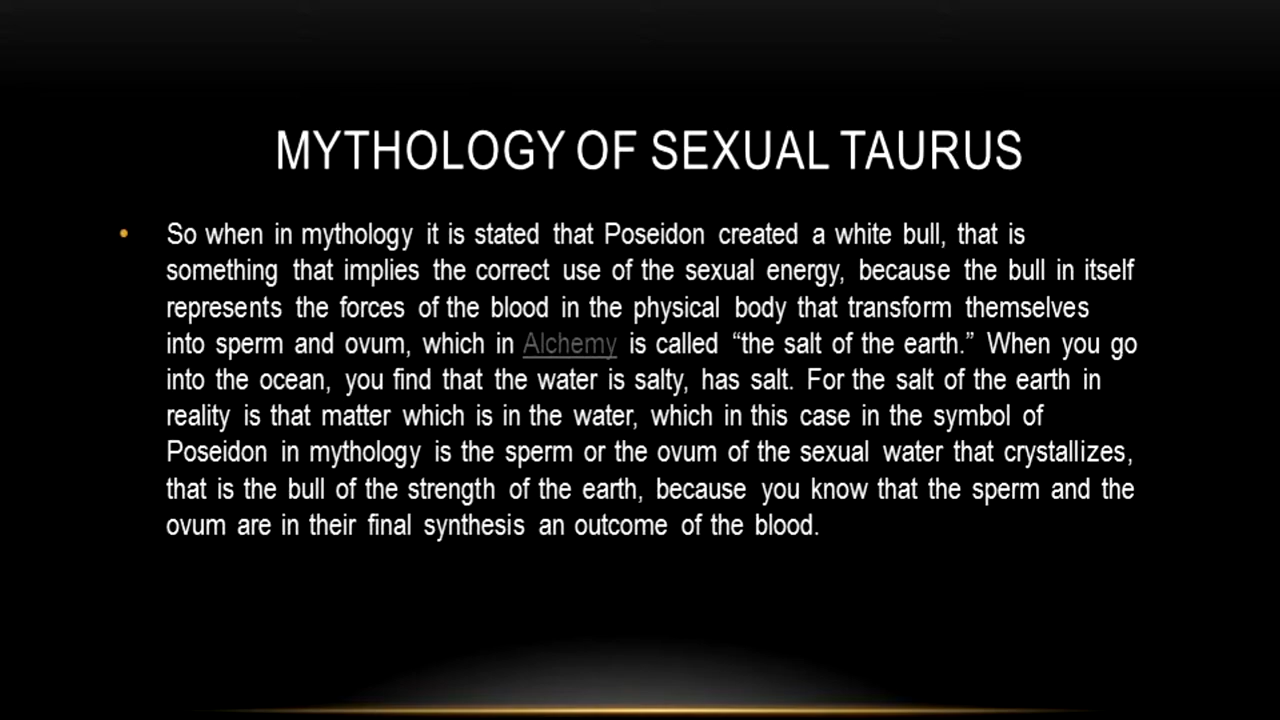 MYTHOLOGY OF SEXUAL TAURUS
• So when in mythology it is stated that Poseidon created a white bull, that is
something that implies the correct use of the sexual energy, because the bull in itself
represents the forces of the blood in the physical body that transform themselves
into sperm and ovum, which in Alchemy is called “the salt of the earth.” When you go
into the ocean, you find that the water is salty, has salt. For the salt of the earth in
reality is that matter which is in the water, which in this case in the symbol of
Poseidon in mythology is the sperm or the ovum of the sexual water that crystallizes,
that is the bull of the strength of the earth, because you know that the sperm and the
ovum are in their final synthesis an outcome of the blood.